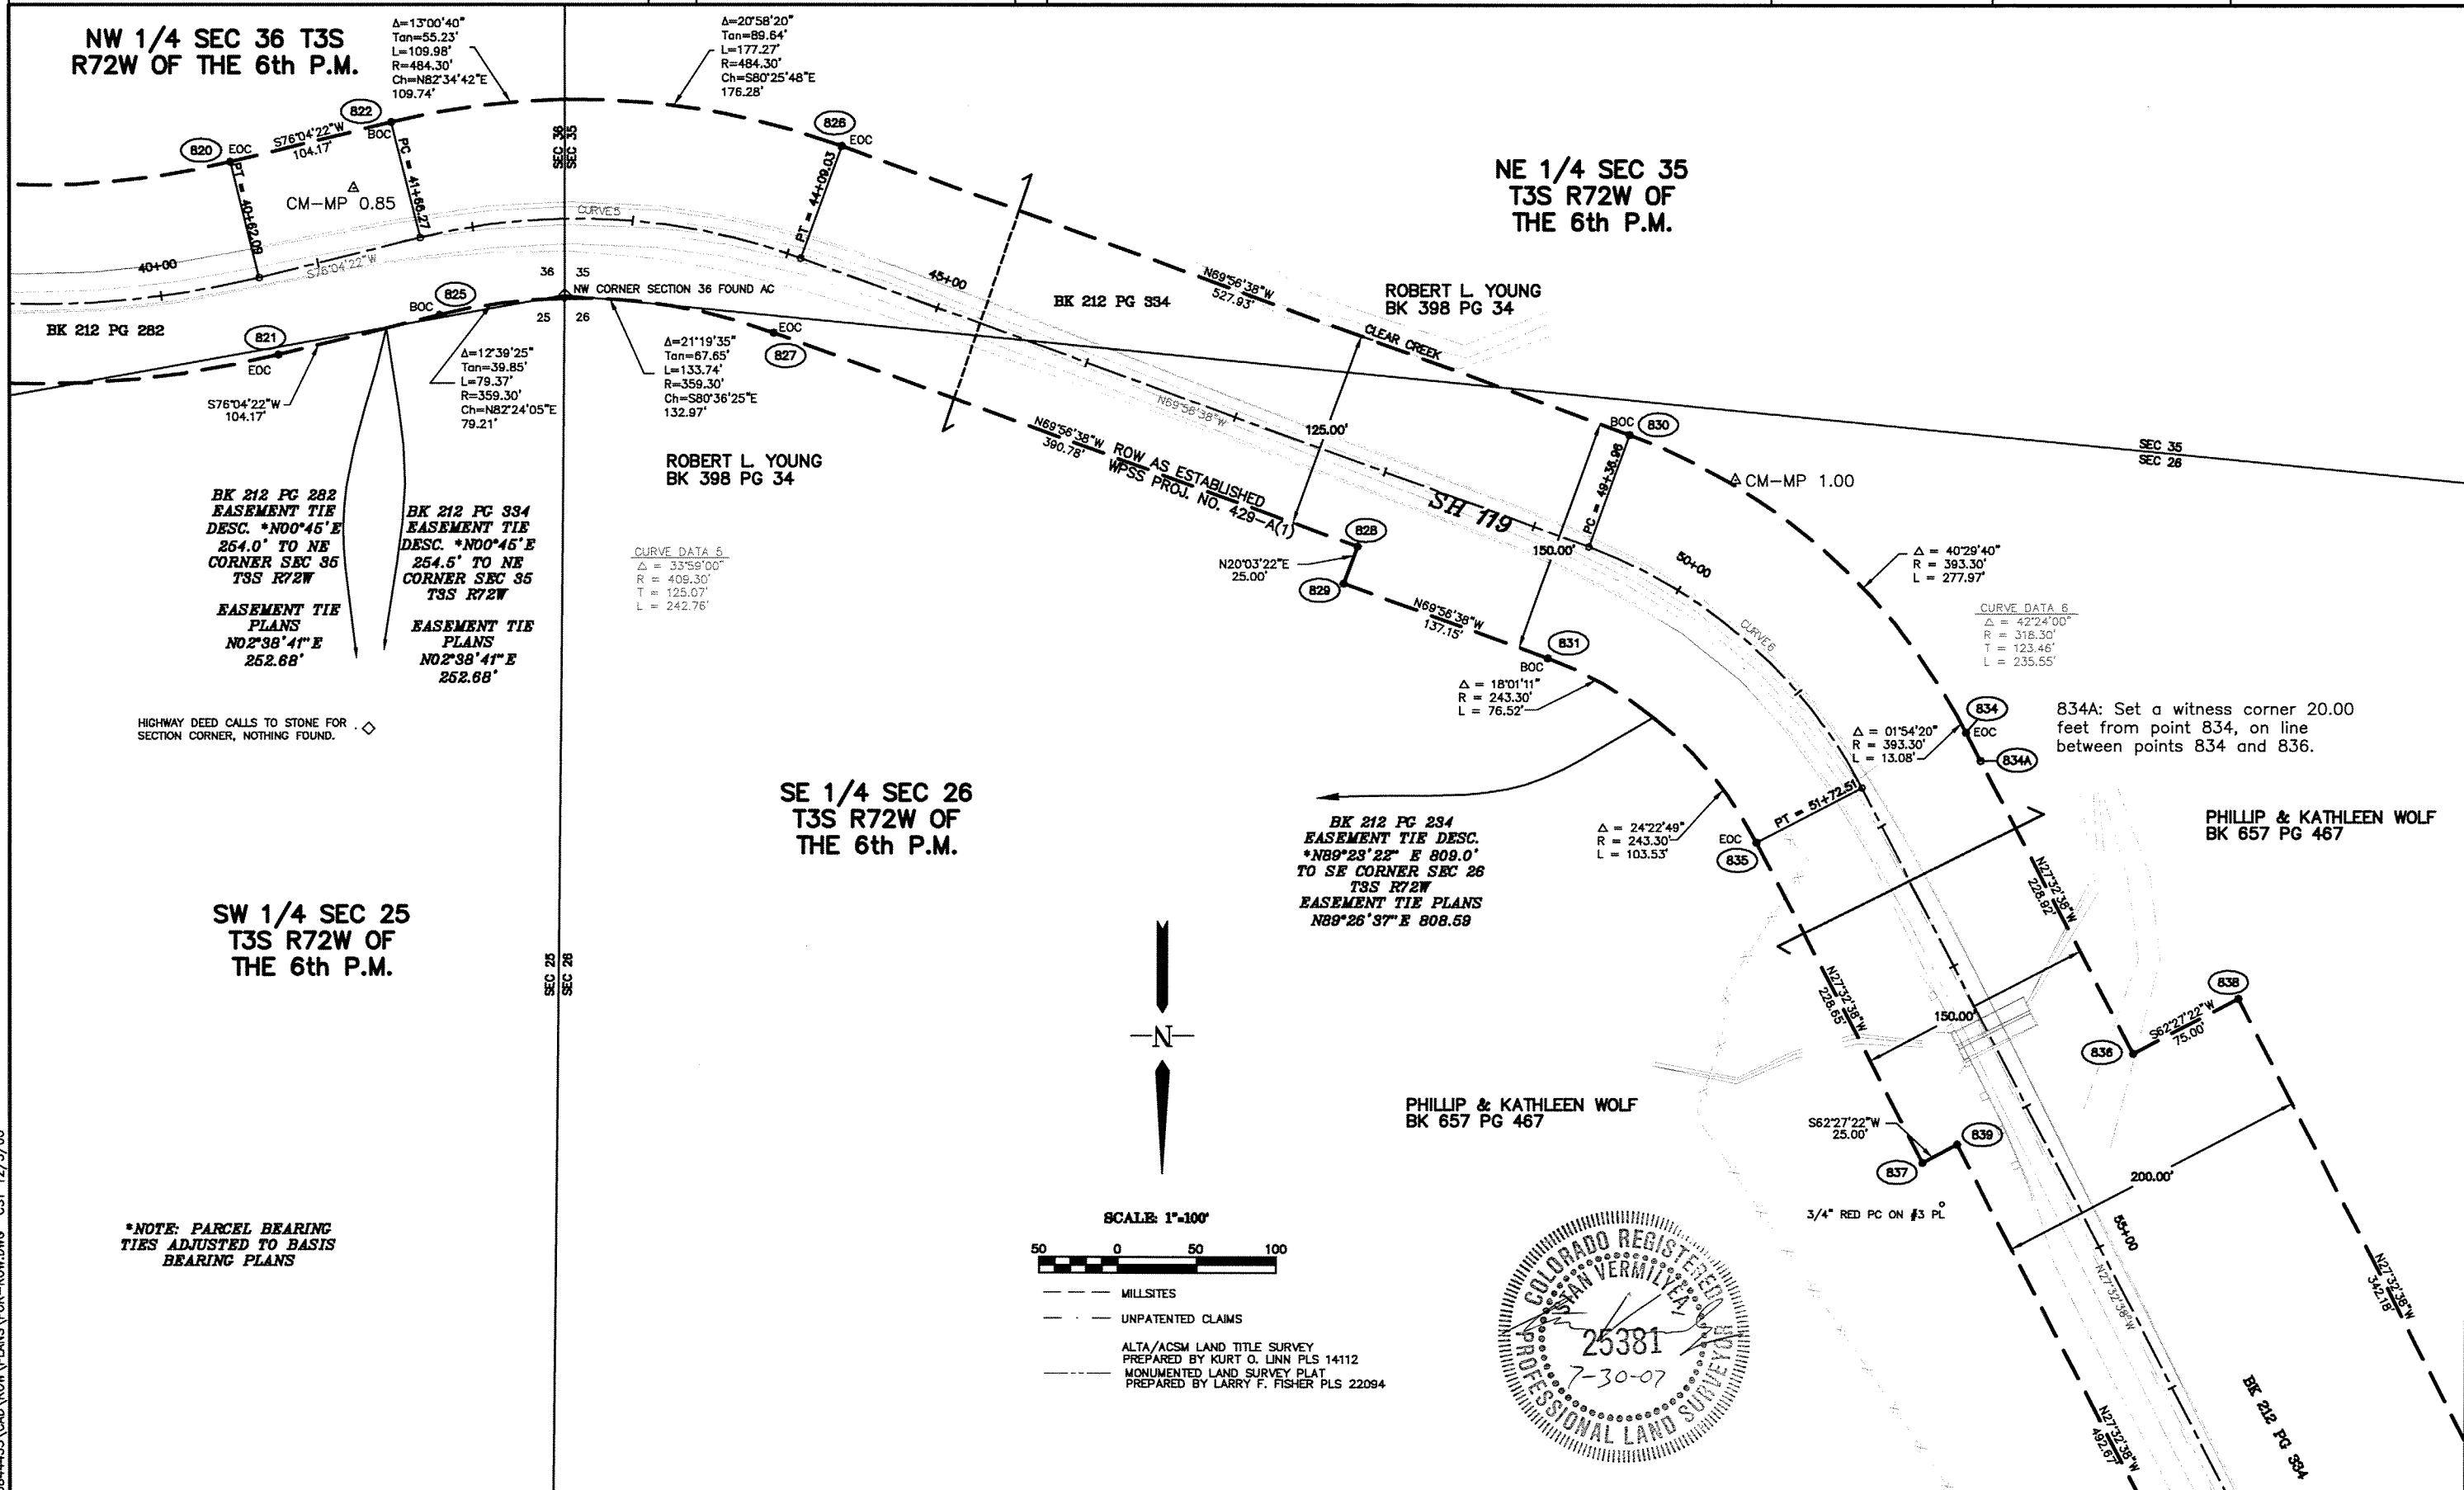 NW 1/4 SEC 36 T3S
R72W OF THE 6th P.M.
Δ=13°00'40"
Tan=55.23'
L=109.98'
R=484.30'
Ch=N82°34'42"E
109.74'
Δ=20°58'20"
Tan=89.64'
L=177.27'
R=484.30'
Ch=S80°25'48"E
176.28'
820
EOC
S76°04'22"W
104.17'
822
BOC
PT = 40+62.09
PC = 41+66.27
CM-MP 0.85
SEC 36
SEC 35
826
EOC
PT = 44+09.03
CURVE5
40+00
S76°04'22"W
BK 212 PG 282
821
EOC
BOC
825
36
35
25
26
NW CORNER SECTION 36 FOUND AC
EOC
827
45+00
BK 212 PG 334
NE 1/4 SEC 35
T3S R72W OF
THE 6th P.M.
N69°56'38"W
527.93'
ROBERT L. YOUNG
BK 398 PG 34
CLEAR CREEK
S76°04'22"W
104.17'
Δ=12°39'25"
Tan=39.85'
L=79.37'
R=359.30'
Ch=N82°24'05"E
79.21'
Δ=21°19'35"
Tan=67.65'
L=133.74'
R=359.30'
Ch=S80°36'25"E
132.97'
ROBERT L. YOUNG
BK 398 PG 34
N69°56'38"W
N69°56'38"W
390.78'
ROW AS ESTABLISHED
WPSS PROJ. NO. 429-A(1)
125.00'
BOC
830
PC = 49+36.96
SH 119
150.00'
CM-MP 1.00
SEC 35
SEC 26
BK 212 PG 282
EASEMENT TIE
DESC. *N00°45'E
254.0' TO NE
CORNER SEC 35
T3S R72W
EASEMENT TIE
PLANS
N02°38'41"E
252.68'
BK 212 PG 334
EASEMENT TIE
DESC. *N00°45'E
254.5' TO NE
CORNER SEC 35
T3S R72W
EASEMENT TIE
PLANS
N02°38'41"E
252.68'
CURVE DATA 5
Δ = 33°59'00"
R = 409.30'
T = 125.07'
L = 242.76'
828
N20°03'22"E
25.00'
829
N69°56'38"W
137.15'
831
BOC
50+00
CURVE6
Δ = 40°29'40"
R = 393.30'
L = 277.97'
CURVE DATA 6
Δ = 42°24'00"
R = 318.30'
T = 123.46'
L = 235.55'
Δ = 18°01'11"
R = 243.30'
L = 76.52'
Δ = 01°54'20"
R = 393.30'
L = 13.08'
834
EOC
834A
834A: Set a witness corner 20.00
feet from point 834, on line
between points 834 and 836.
HIGHWAY DEED CALLS TO STONE FOR
SECTION CORNER, NOTHING FOUND.
SE 1/4 SEC 26
T3S R72W OF
THE 6th P.M.
BK 212 PG 234
EASEMENT TIE DESC.
*N89°23'22" E 809.0'
TO SE CORNER SEC 26
T3S R72W
EASEMENT TIE PLANS
N89°26'37"E 808.59
Δ = 24°22'49"
R = 243.30'
L = 103.53'
PT = 51+72.51
EOC
835
PHILLIP & KATHLEEN WOLF
BK 657 PG 467
N27°32'38"W
228.82'
N27°32'38"W
228.65'
SW 1/4 SEC 25
T3S R72W OF
THE 6th P.M.
SEC 25
SEC 26
N
150.00'
838
S62°27'22"W
75.00'
836
PHILLIP & KATHLEEN WOLF
BK 657 PG 467
S62°27'22"W
25.00'
839
837
200.00'
3/4" RED PC ON #3 PL
55+00
N27°32'38"W
N27°32'38"W
342.18'
N27°32'38"W
492.67'
BK 212 PG 334
*NOTE: PARCEL BEARING
TIES ADJUSTED TO BASIS
BEARING PLANS
SCALE: 1"=100'
50 0 50 100
MILLSITES
UNPATENTED CLAIMS
ALTA/ACSM LAND TITLE SURVEY
PREPARED BY KURT O. LINN PLS 14112
MONUMENTED LAND SURVEY PLAT
PREPARED BY LARRY F. FISHER PLS 22094
COLORADO REGISTERED
STAN VERMILYEA
25381
7-30-07
PROFESSIONAL LAND SURVEYOR